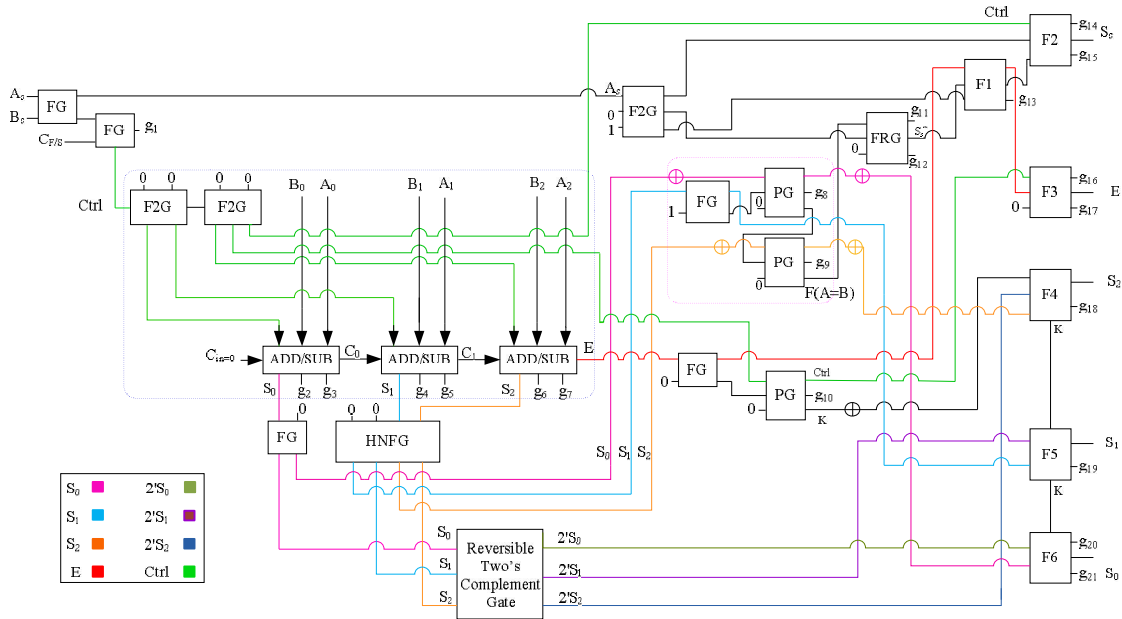 Ctrl
g14
F2
Ss
g15
As
Bs
FG
FG
g1
CF/S
As
0
1
F2G
F1
g13
g11
FRG
Ss
0
g12
0 0
0 0
Ctrl
F2G
F2G
B0 A0
B1 A1
B2 A2
FG
1
PG
0
g8
PG
0
g9
F(A=B)
g16
F3
E
0
g17
S2
F4
g18
K
Cin=0
ADD/SUB
C0
ADD/SUB
C1
ADD/SUB
E
S0
g2
g3
S1
g4
g5
S2
g6
g7
FG
0
Ctrl
PG
0
g10
K
0
0 0
FG
HNFG
S0 S1 S2
F5
S1
g19
K
S0 2'S0
S1 2'S1
S2 2'S2
E Ctrl
S0
S1
S2
Reversible
Two's
Complement
Gate
2'S0
2'S1
2'S2
g20
F6
g21
S0